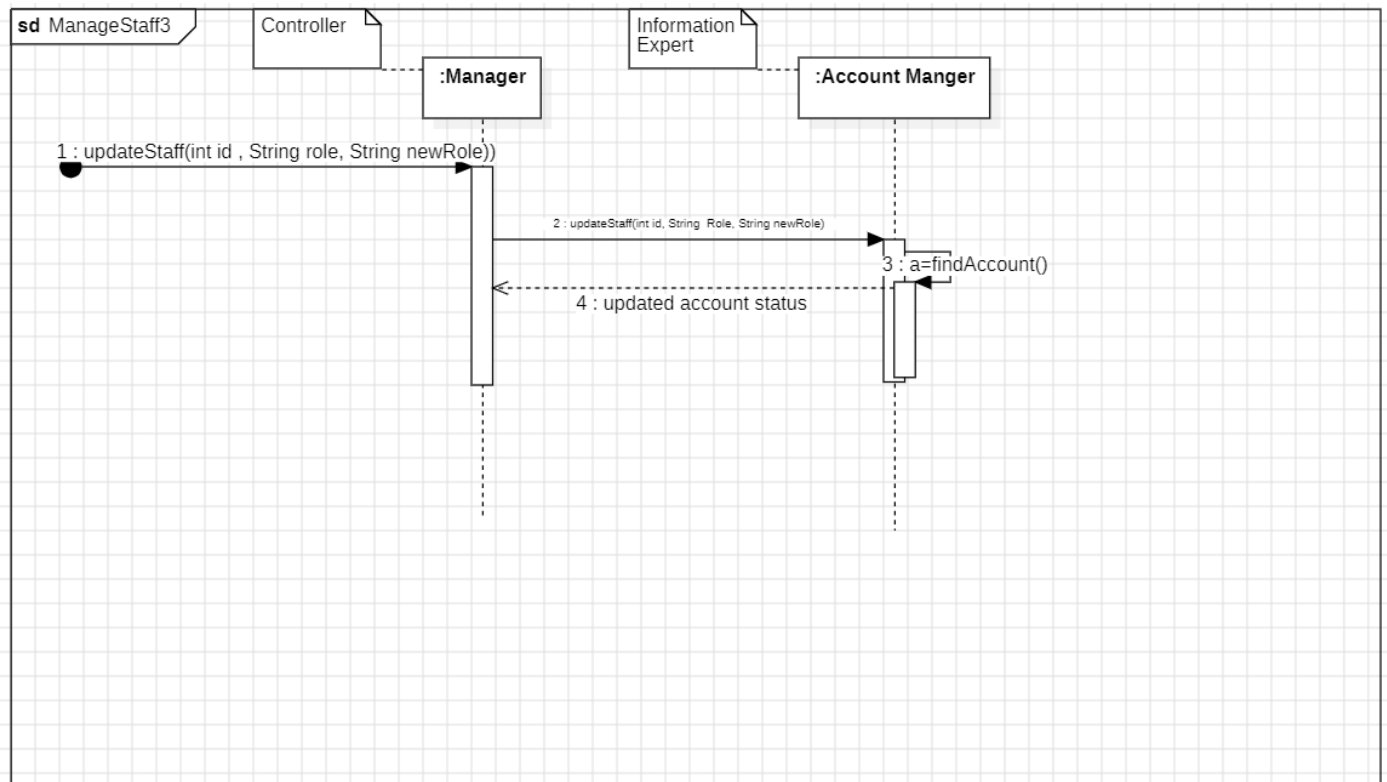 sd ManageStaff3
Controller
Information
Expert
:Manager
:Account Manger
1 : updateStaff(int id , String role, String newRole))
2 : updateStaff(int id, String  Role, String newRole)
3 : a=findAccount()
4 : updated account status